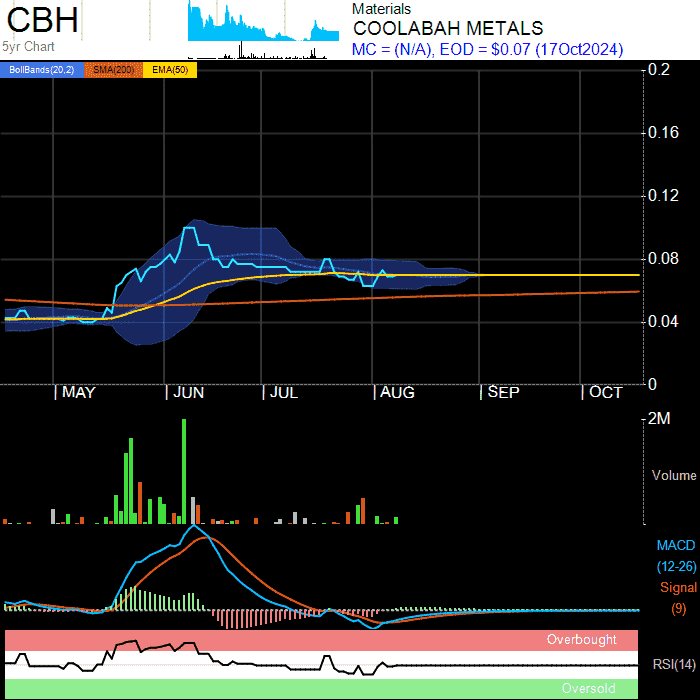 CBH
5yr Chart
Materials
COOLABAH METALS
MC = (N/A), EOD = $0.07 (17Oct2024)
BollBands(20,2) SMA(200) EMA(50)
0.2
0.16
0.12
0.08
0.04
0
MAY JUN JUL AUG SEP OCT
2M
Volume
MACD
(12-26)
Signal
(9)
Overbought
RSI(14)
Oversold